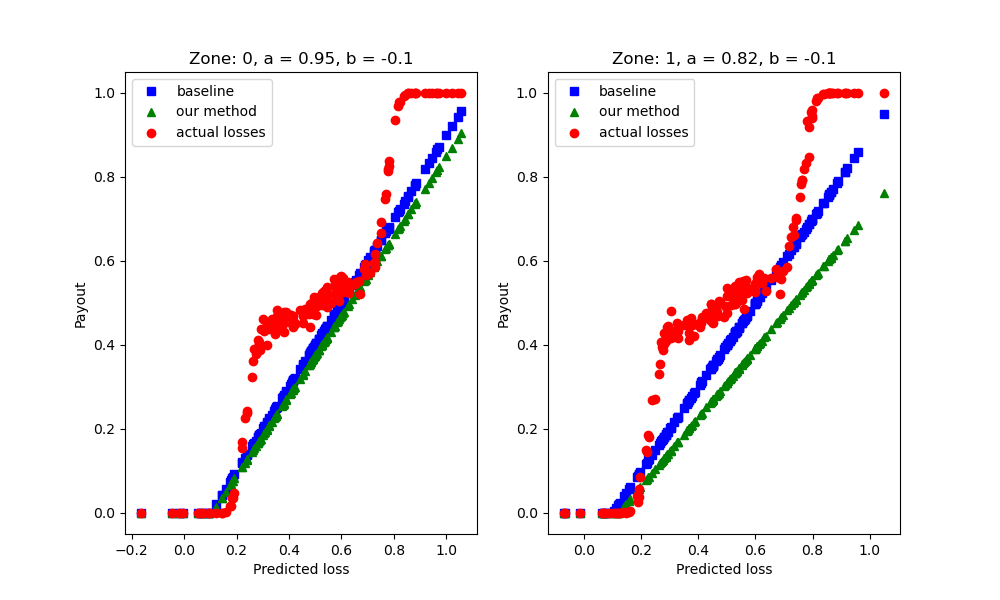 Zone: 0, a = 0.95, b = -0.1
baseline
our method
actual losses
1.0
0.8
0.6
0.4
0.2
0.0
Payout
−0.2 0.0 0.2 0.4 0.6 0.8 1.0
Predicted loss
Zone: 1, a = 0.82, b = -0.1
baseline
our method
actual losses
1.0
0.8
0.6
0.4
0.2
0.0
Payout
0.0 0.2 0.4 0.6 0.8 1.0
Predicted loss